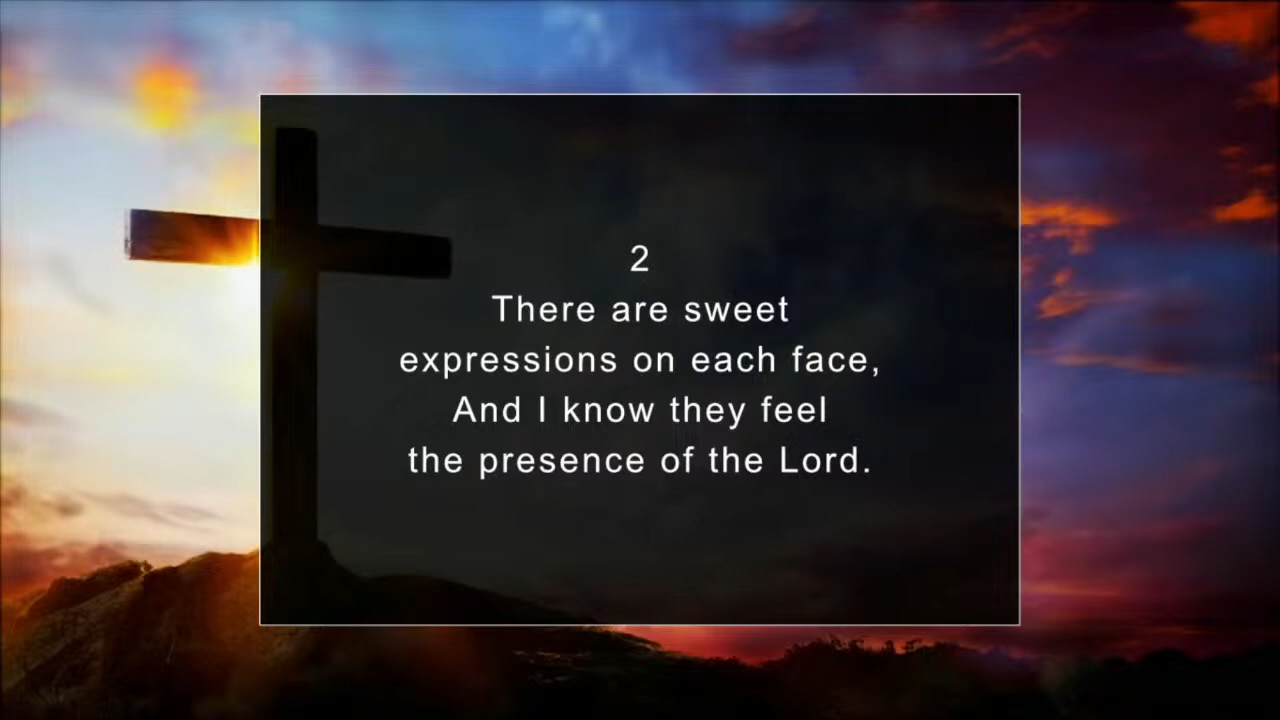 2
There are sweet
expressions on each face,
And I know they feel
the presence of the Lord.